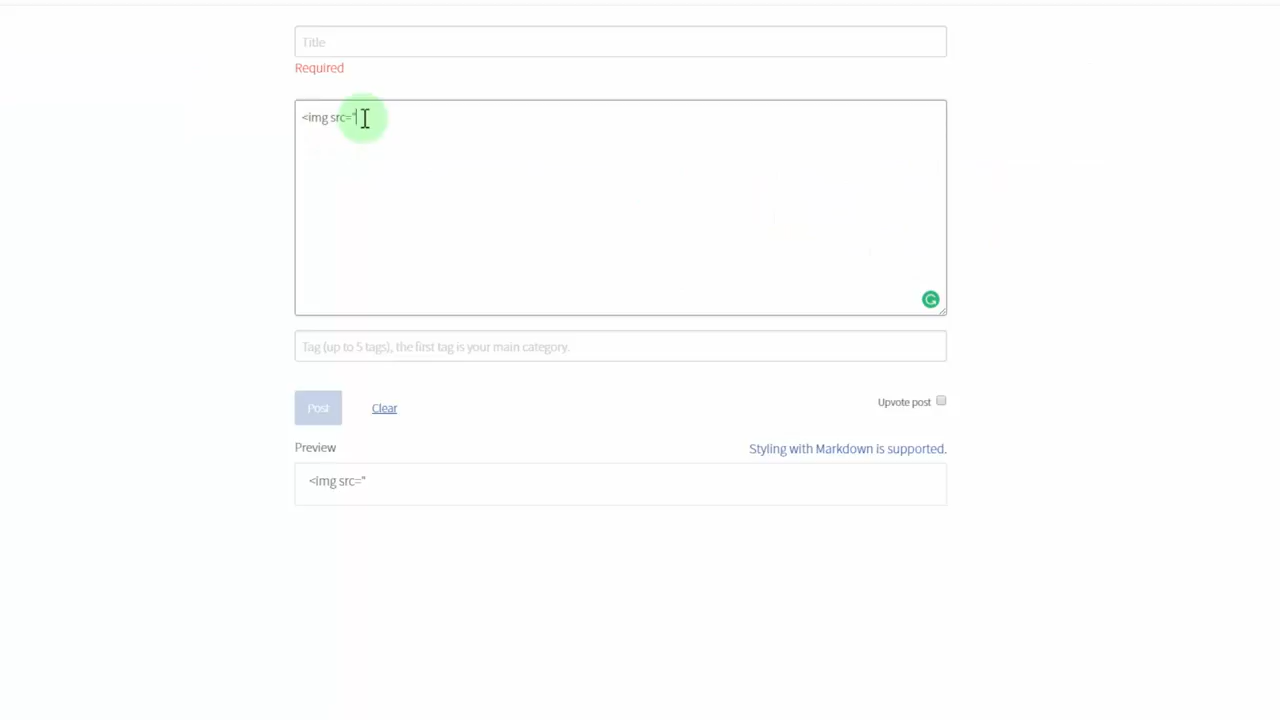 Title
Required
<img src="
Tag (up to 5 tags), the first tag is your main category.
Post
Clear
Upvote post
Preview
Styling with Markdown is supported.
<img src="